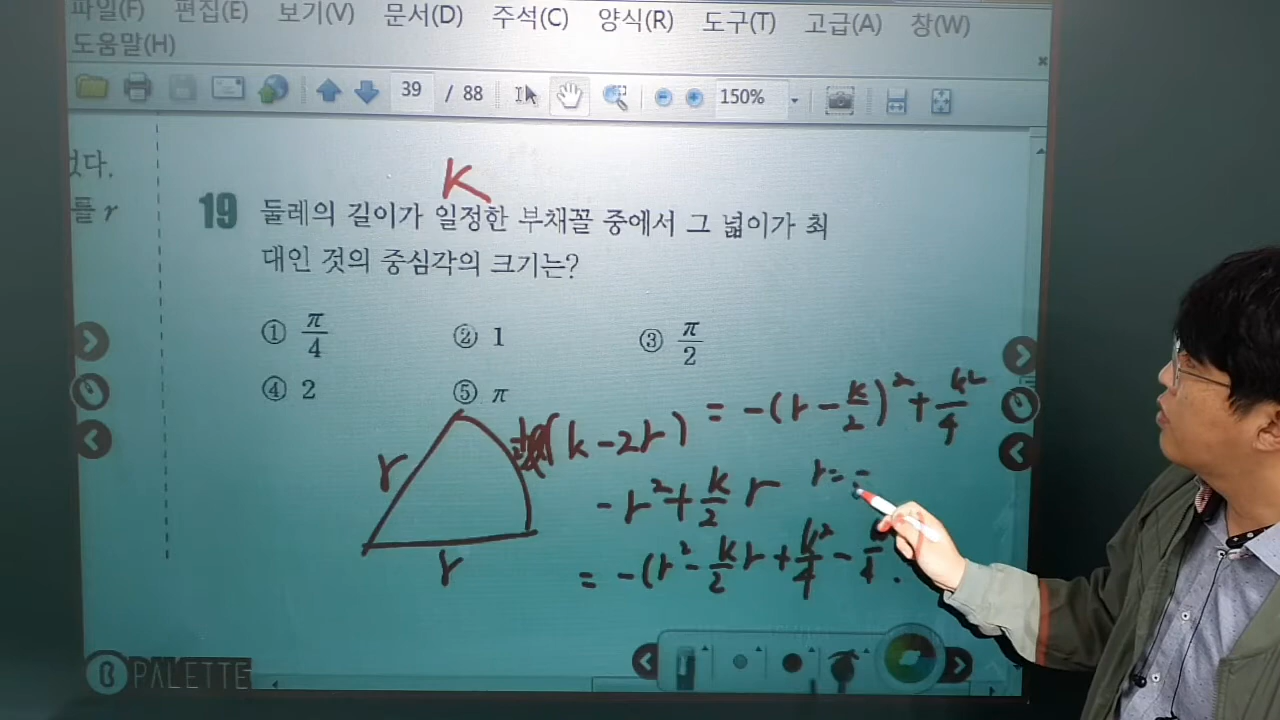 파일(F) 편집(E) 보기(V) 문서(D) 주석(C) 양식(R) 도구(T) 고급(A) 창(W)
도움말(H)
39 / 88 150%
었다.
를 r
K
19 둘레의 길이가 일정한 부채꼴 중에서 그 넓이가 최
대인 것의 중심각의 크기는?
① π/4 ② 1 ③ π/2
④ 2 ⑤ π
r
r
(k-2r) = -(r-k/2)²+k²/4
-r²+k/2 r
r=
= -(r²-k/2 r+k²/4-
PALETTE